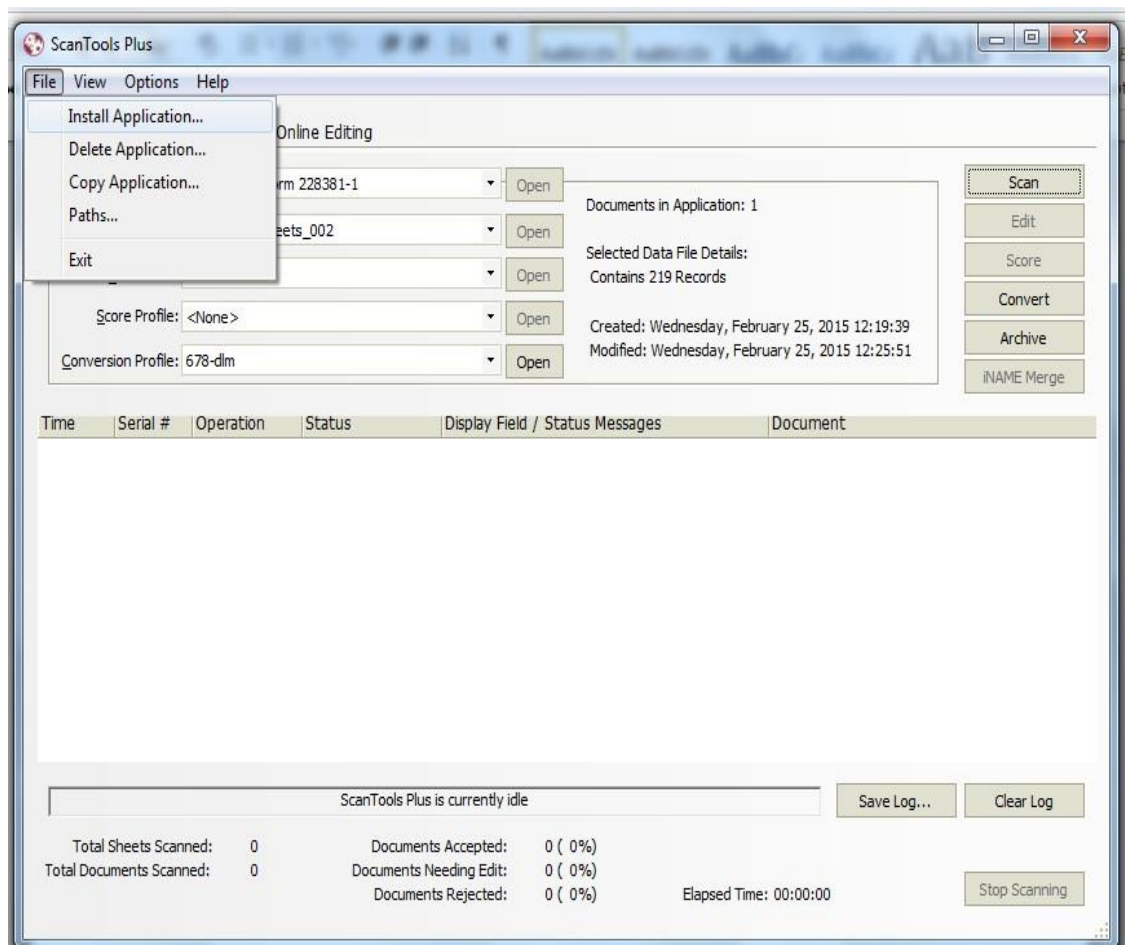 ScanTools Plus
File View Options Help
Install Application...
Delete Application...
Copy Application...
Paths...
Exit
Online Editing
rm 228381-1 Open
eets_002 Open
Open
Score Profile: <None> Open
Conversion Profile: 678-dlm Open
Documents in Application: 1
Selected Data File Details:
Contains 219 Records
Created: Wednesday, February 25, 2015 12:19:39
Modified: Wednesday, February 25, 2015 12:25:51
Scan
Edit
Score
Convert
Archive
iNAME Merge
Time Serial # Operation Status Display Field / Status Messages Document
ScanTools Plus is currently idle
Save Log... Clear Log
Total Sheets Scanned: 0 Documents Accepted: 0 ( 0%)
Total Documents Scanned: 0 Documents Needing Edit: 0 ( 0%)
Documents Rejected: 0 ( 0%) Elapsed Time: 00:00:00
Stop Scanning